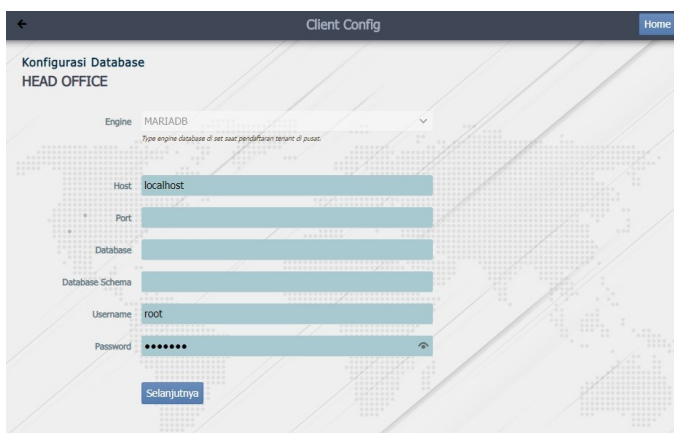 Client Config
Home
Konfigurasi Database
HEAD OFFICE
Engine MARIADB
Type engine database di set saat pendaftaran tenant di pusat.
Host localhost
Port
Database
Database Schema
Username root
Password •••••••
Selanjutnya